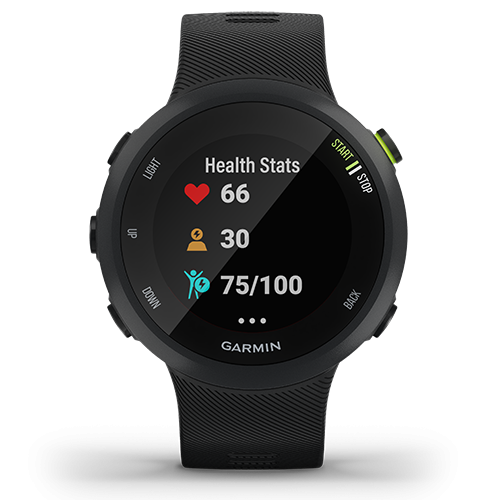 Health Stats
66
30
75/100
GARMIN
LIGHT
UP
DOWN
START
STOP
BACK